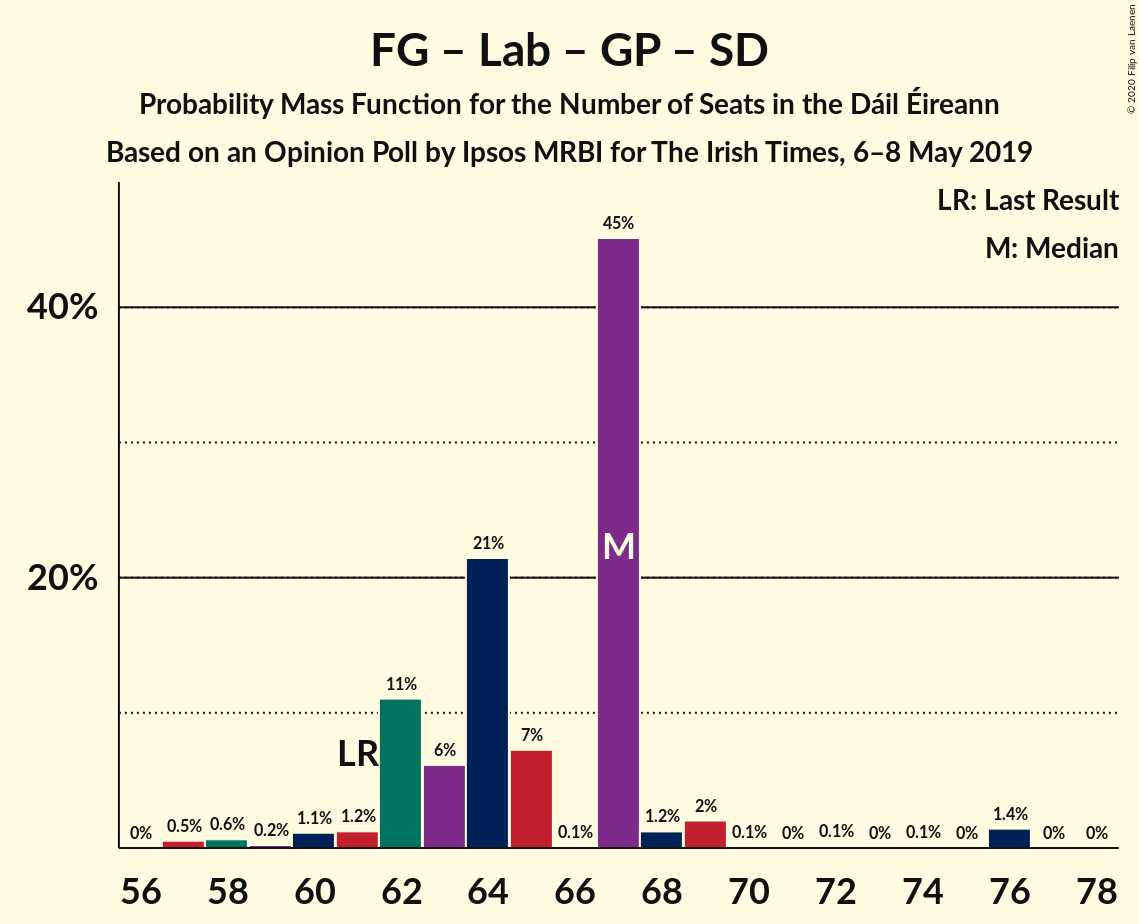 FG – Lab – GP – SD
Probability Mass Function for the Number of Seats in the Dáil Éireann
Based on an Opinion Poll by Ipsos MRBI for The Irish Times, 6–8 May 2019
© 2020 Filip van Laenen
LR: Last Result
M: Median
45%
40%
M
21%
20%
11%
7%
LR
6%
0% 0.5% 0.6% 0.2% 1.1% 1.2% 0.1% 1.2% 2% 0.1% 0% 0.1% 0% 0.1% 0% 1.4% 0% 0%
56 58 60 62 64 66 68 70 72 74 76 78